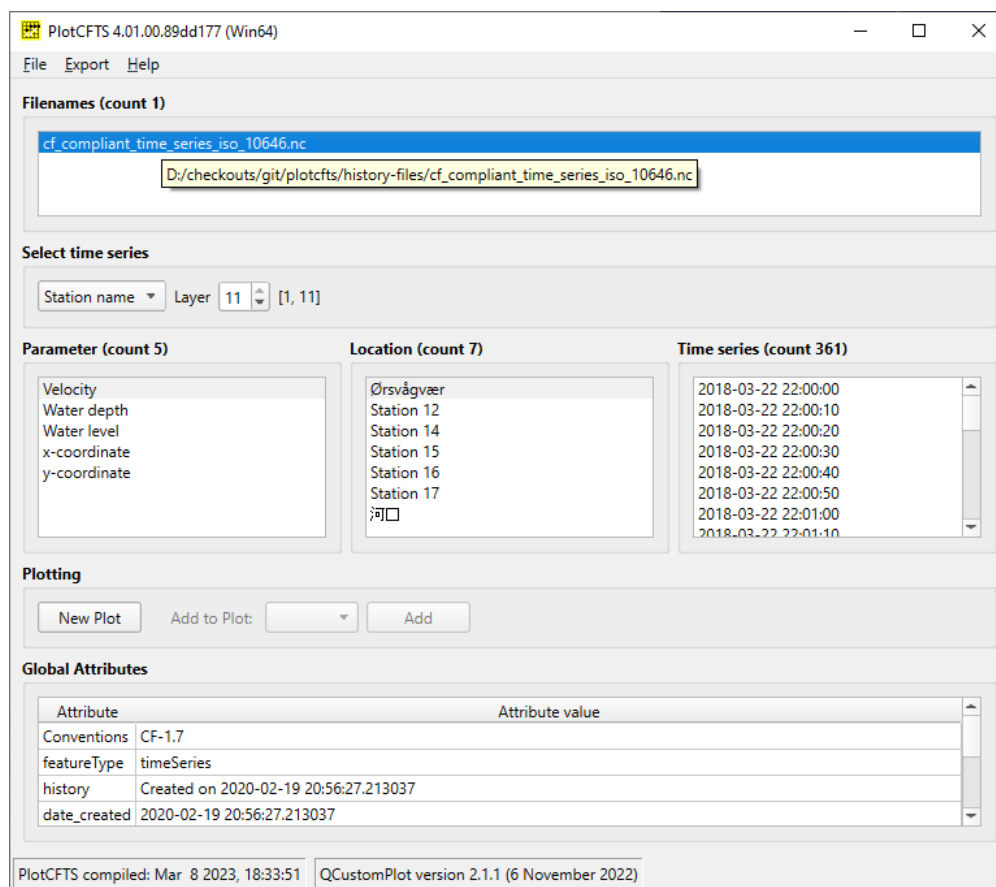 PlotCFTS 4.01.00.89dd177 (Win64)
File Export Help
Filenames (count 1)
cf_compliant_time_series_iso_10646.nc
D:/checkouts/git/plotcfts/history-files/cf_compliant_time_series_iso_10646.nc
Select time series
Station name Layer 11 [1, 11]
Parameter (count 5)
Velocity
Water depth
Water level
x-coordinate
y-coordinate
Location (count 7)
Ørsvågvær
Station 12
Station 14
Station 15
Station 16
Station 17
河口
Time series (count 361)
2018-03-22 22:00:00
2018-03-22 22:00:10
2018-03-22 22:00:20
2018-03-22 22:00:30
2018-03-22 22:00:40
2018-03-22 22:00:50
2018-03-22 22:01:00
2018-03-22 22:01:10
Plotting
New Plot Add to Plot: Add
Global Attributes
Attribute Attribute value
Conventions CF-1.7
featureType timeSeries
history Created on 2020-02-19 20:56:27.213037
date_created 2020-02-19 20:56:27.213037
PlotCFTS compiled: Mar 8 2023, 18:33:51 QCustomPlot version 2.1.1 (6 November 2022)